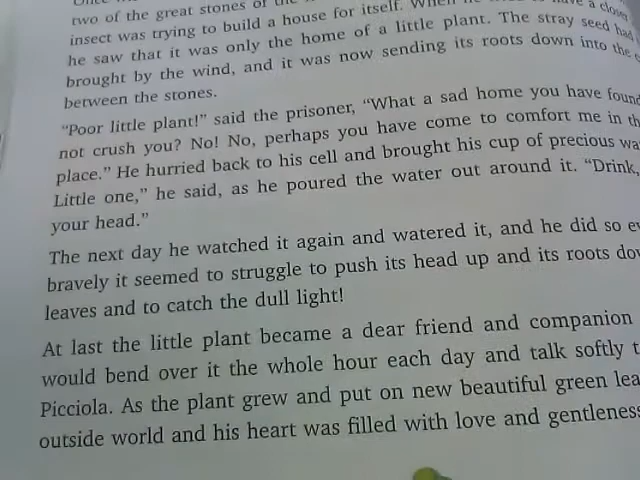 two of the great stones of the
insect was trying to build a house for itself. When he to have a closer
he saw that it was only the home of a little plant. The stray seed had
brought by the wind, and it was now sending its roots down into the
between the stones.
“Poor little plant!” said the prisoner, “What a sad home you have found
not crush you? No! No, perhaps you have come to comfort me in th
place.” He hurried back to his cell and brought his cup of precious wa
Little one,” he said, as he poured the water out around it. “Drink,
your head.”
The next day he watched it again and watered it, and he did so ev
bravely it seemed to struggle to push its head up and its roots dow
leaves and to catch the dull light!
At last the little plant became a dear friend and companion
would bend over it the whole hour each day and talk softly t
Picciola. As the plant grew and put on new beautiful green lea
outside world and his heart was filled with love and gentleness